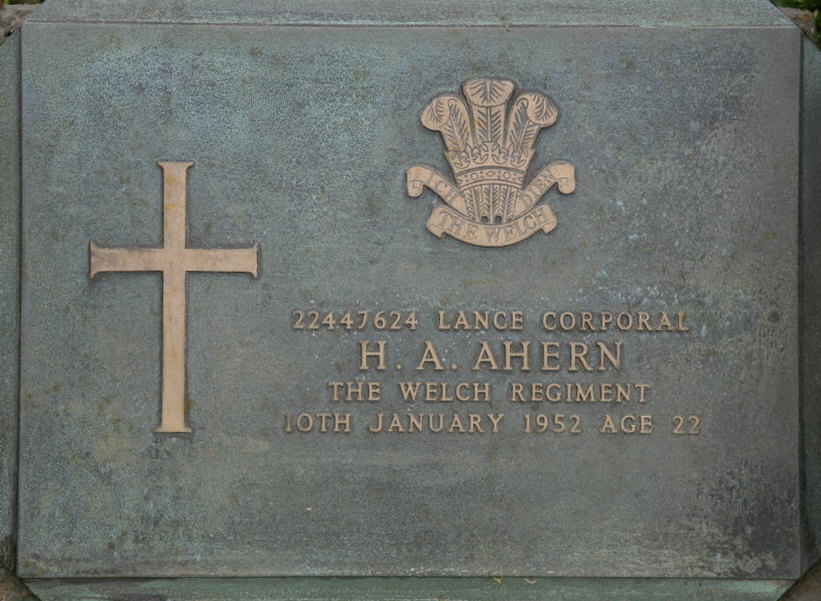 ICH DIEN
THE WELCH
22447624 LANCE CORPORAL
H. A. AHERN
THE WELCH REGIMENT
10TH JANUARY 1952 AGE 22